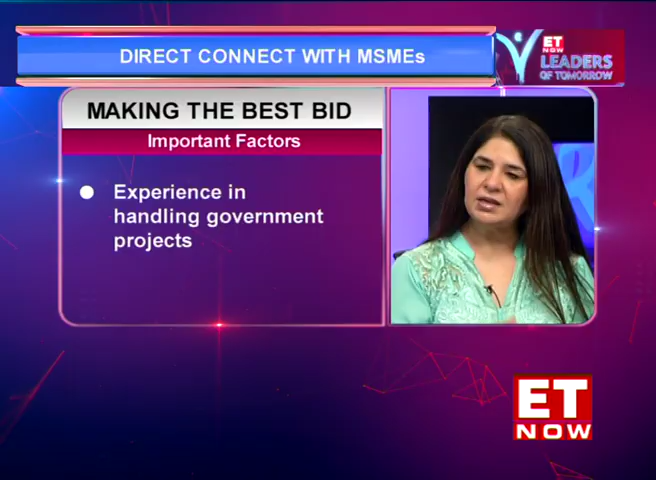 DIRECT CONNECT WITH MSMEs
ET
NOW
LEADERS
OF TOMORROW
MAKING THE BEST BID
Important Factors
Experience in
handling government
projects
ET
NOW